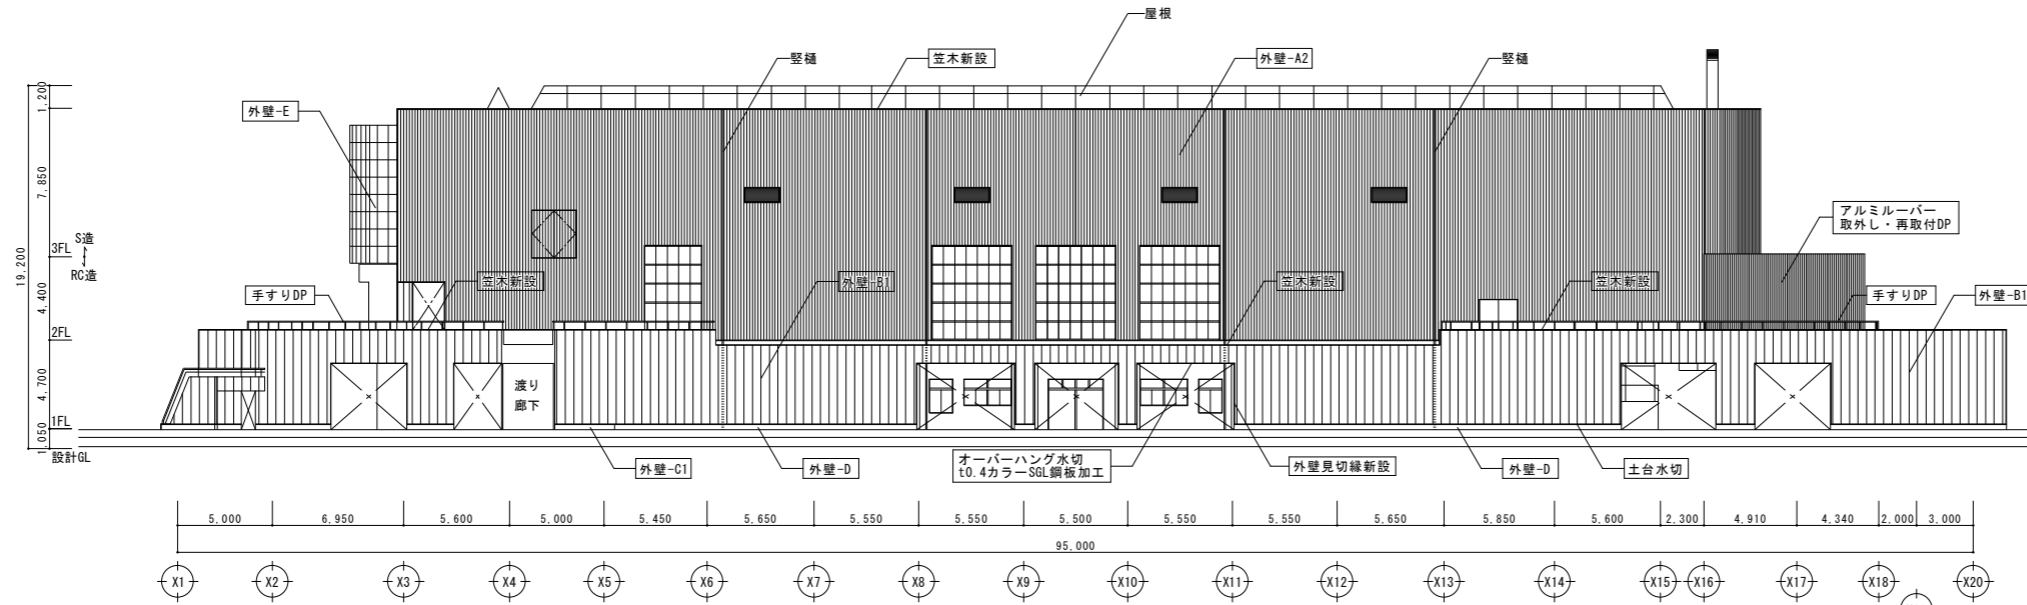 屋根
竪樋
笠木新設
外壁-A2
竪樋
外壁-E
1,200
7,850
19,200
3FL
S造
RC造
4,400
2FL
4,700
1FL
1,050
設計GL
アルミルーバー
取外し・再取付DP
手すりDP
笠木新設
外壁-B1
笠木新設
笠木新設
手すりDP
外壁-B1
渡り
廊下
外壁-C1
外壁-D
オーバーハング水切
t0.4カラーSGL鋼板加工
外壁見切縁新設
外壁-D
土台水切
5,000 6,950 5,600 5,000 5,450 5,650 5,550 5,550 5,500 5,550 5,550 5,650 5,850 5,600 2,300 4,910 4,340 2,000 3,000
95,000
X1 X2 X3 X4 X5 X6 X7 X8 X9 X10 X11 X12 X13 X14 X15 X16 X17 X18 X20